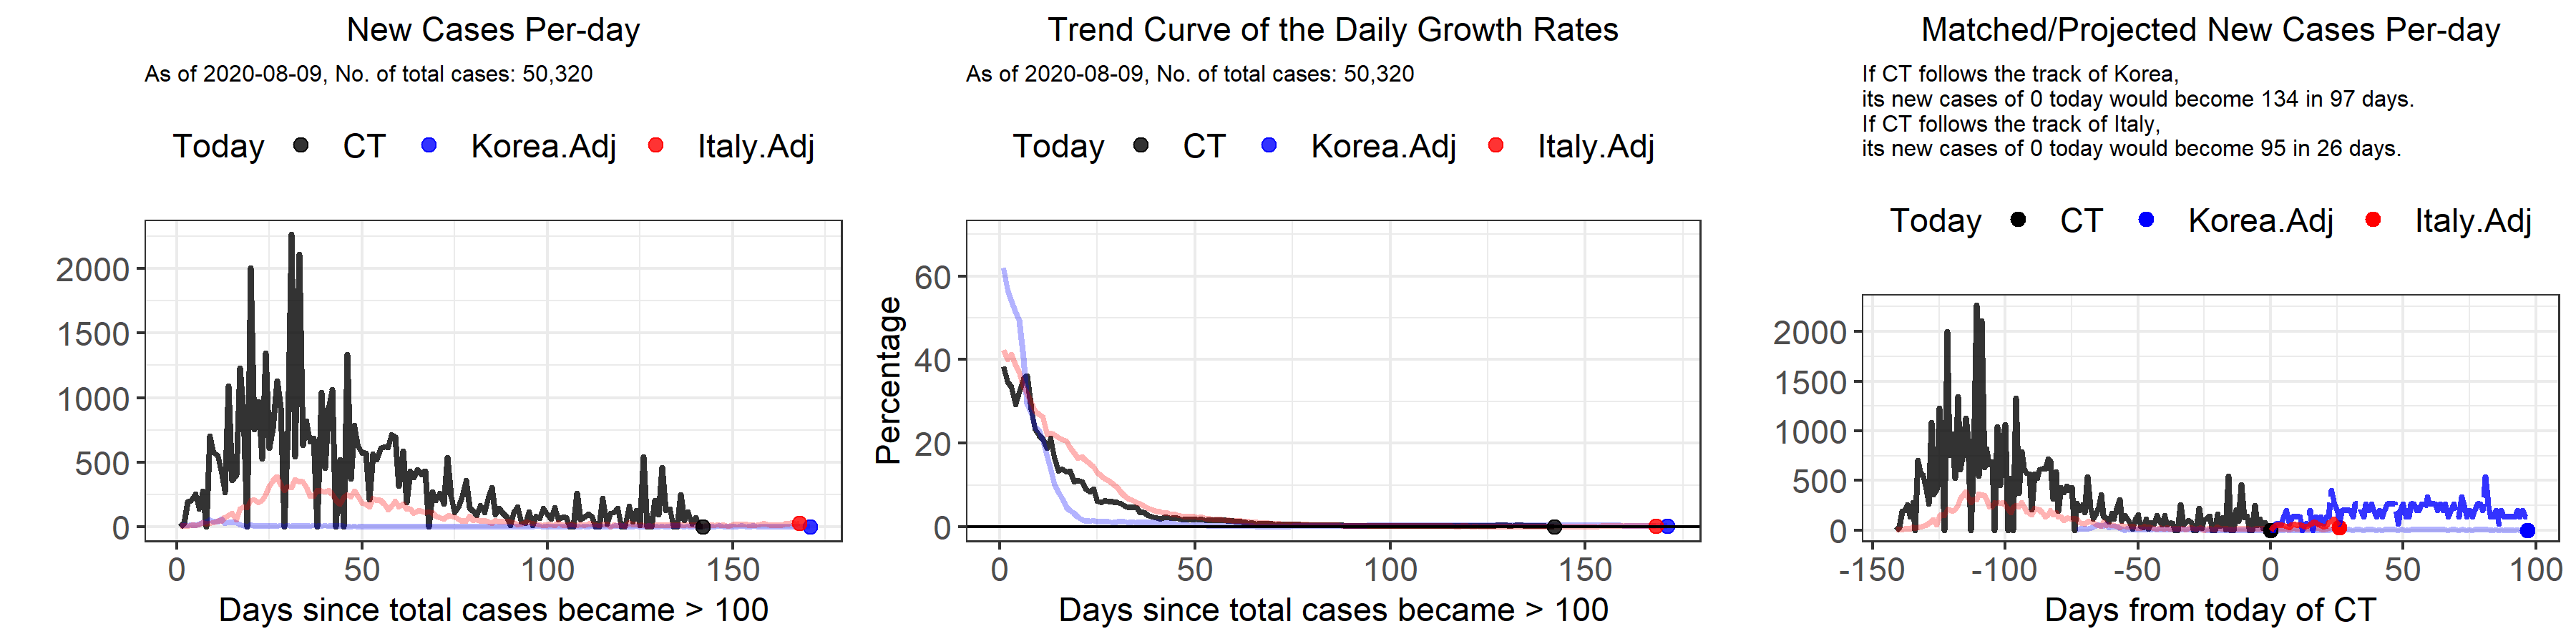 New Cases Per-day
As of 2020-08-09, No. of total cases: 50,320
Today CT Korea.Adj Italy.Adj
2000
1500
1000
500
0
0 50 100 150
Days since total cases became > 100
Trend Curve of the Daily Growth Rates
As of 2020-08-09, No. of total cases: 50,320
Today CT Korea.Adj Italy.Adj
Percentage
60
40
20
0
0 50 100 150
Days since total cases became > 100
Matched/Projected New Cases Per-day
If CT follows the track of Korea,
its new cases of 0 today would become 134 in 97 days.
If CT follows the track of Italy,
its new cases of 0 today would become 95 in 26 days.
Today CT Korea.Adj Italy.Adj
2000
1500
1000
500
0
-150 -100 -50 0 50 100
Days from today of CT